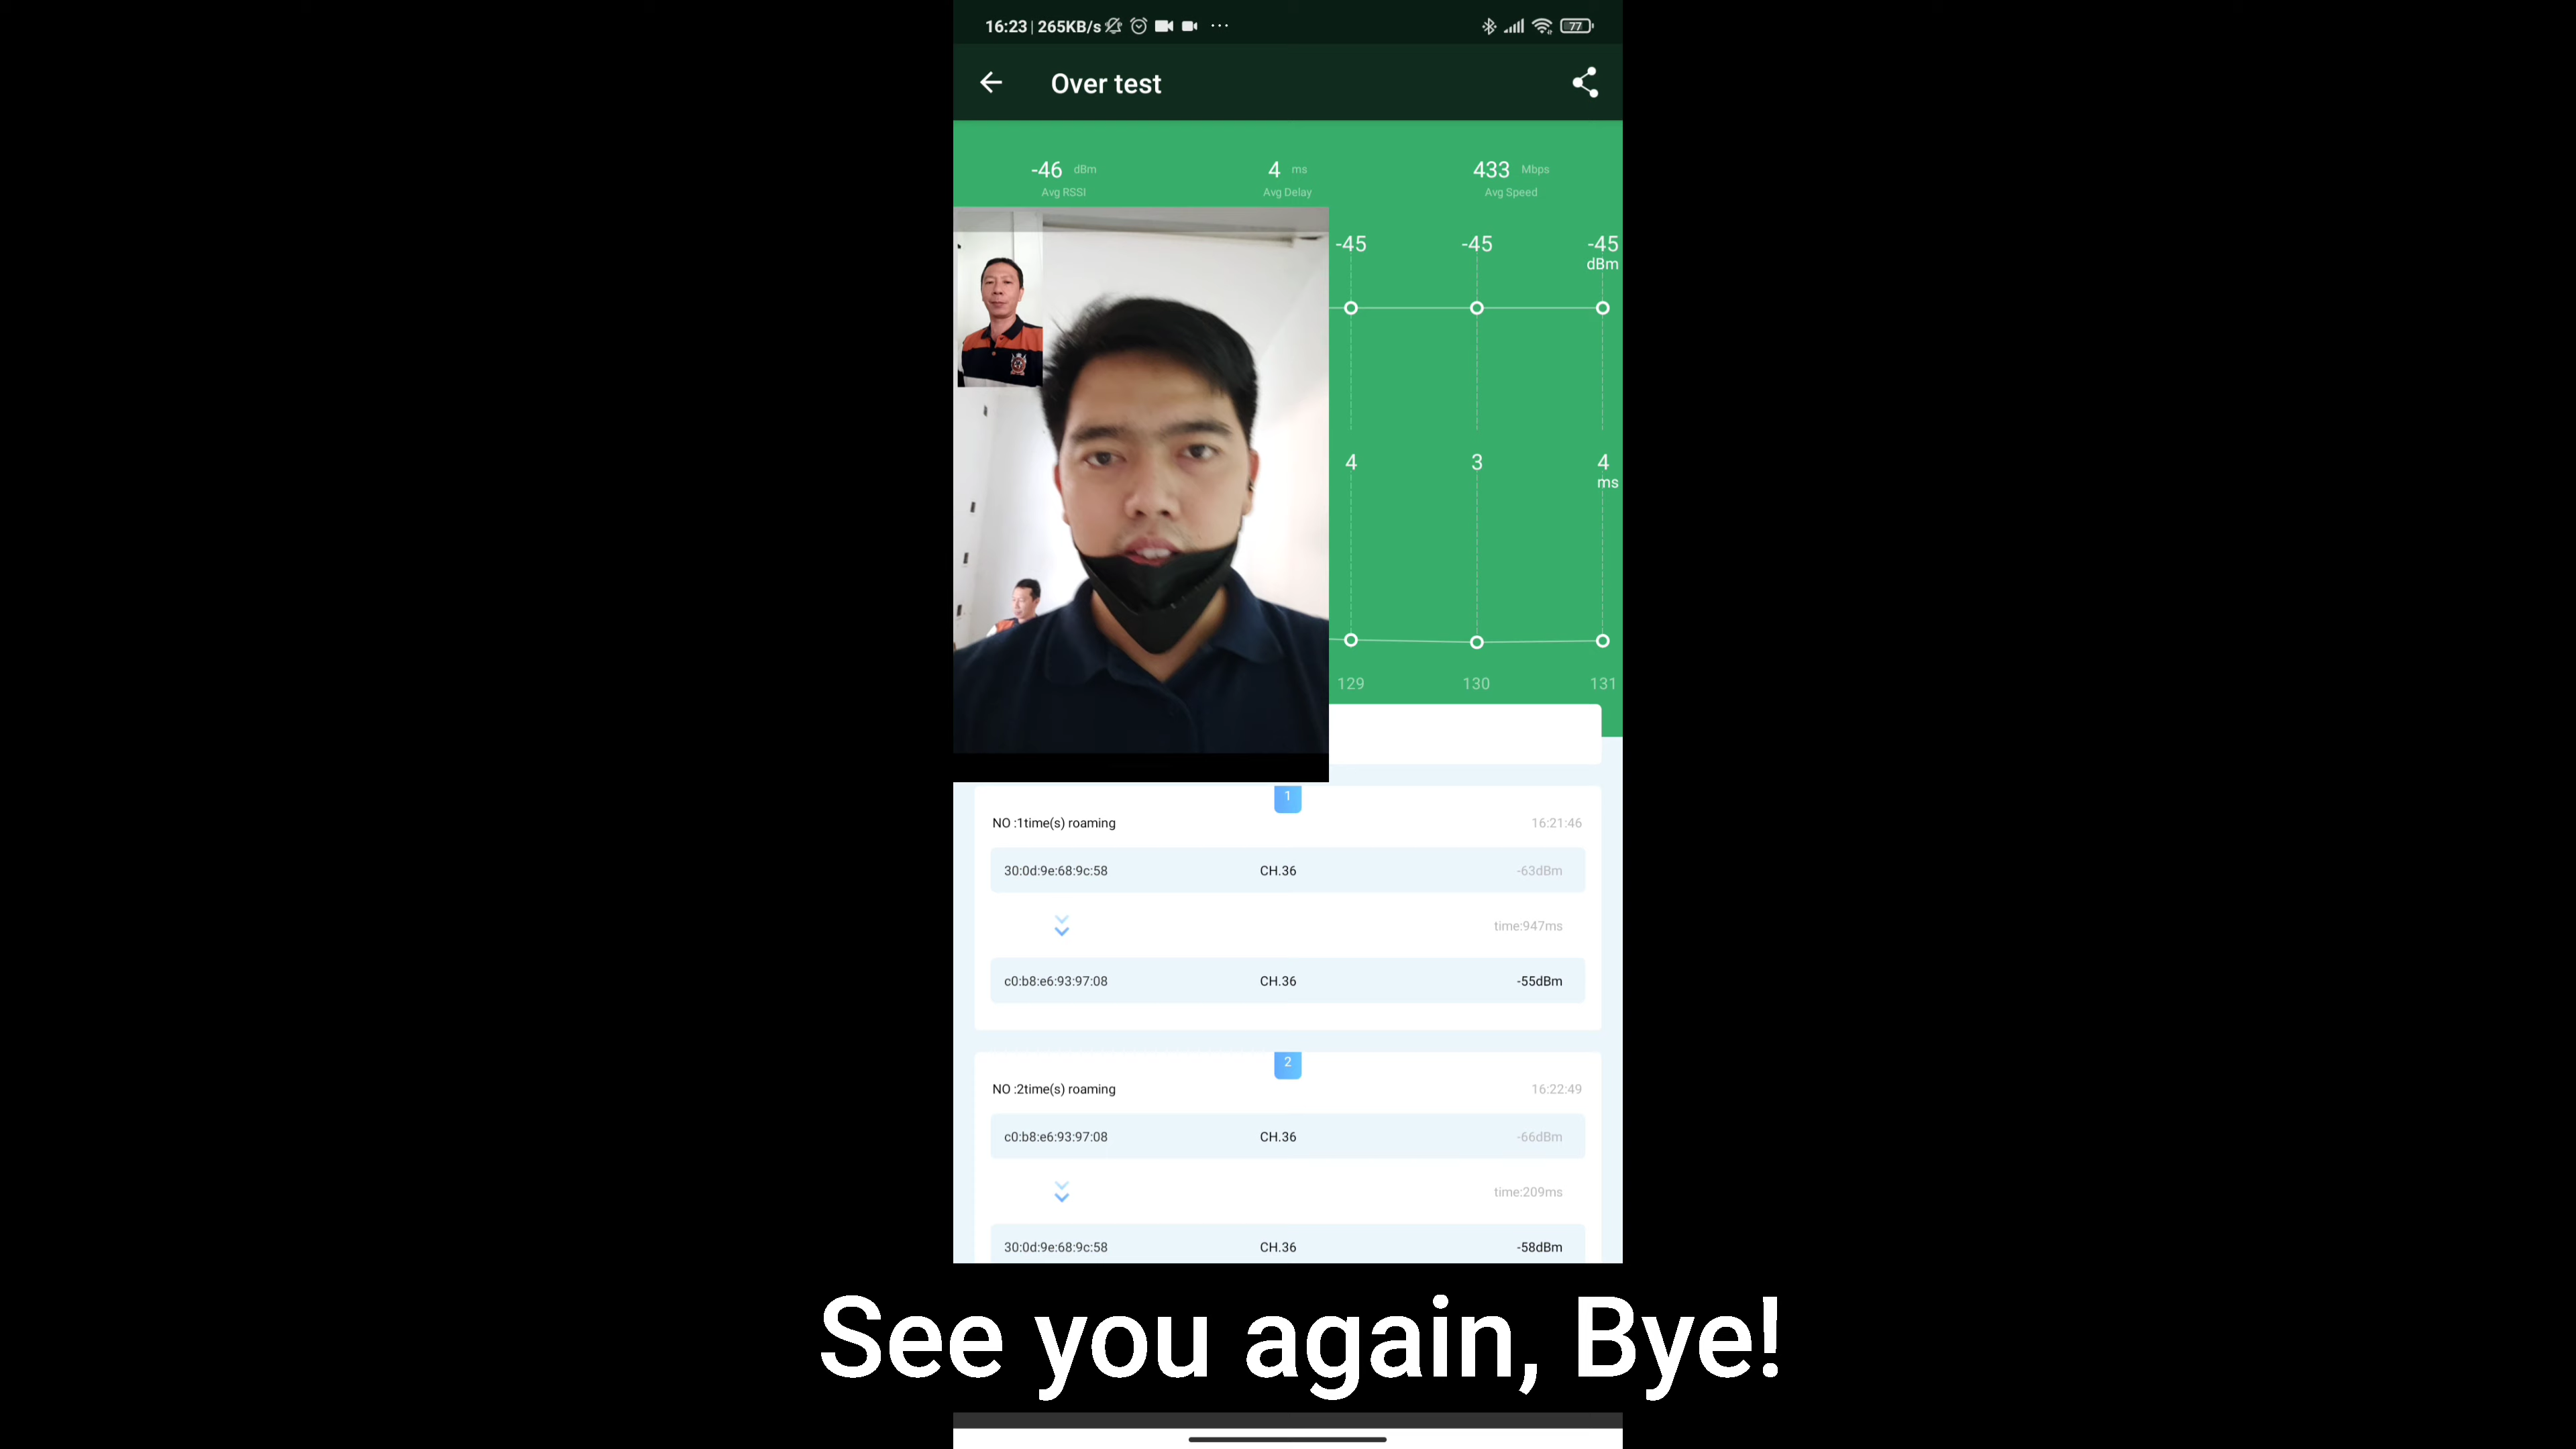 16:23 | 265KB/s ... 77
Over test
-46 dBm 4 ms 433 Mbps
Avg RSSI Avg Delay Avg Speed
-45 -45 -45
dBm
4 3 4
ms
129 130 131
1
NO :1time(s) roaming 16:21:46
30:0d:9e:68:9c:58 CH.36 -63dBm
time:947ms
c0:b8:e6:93:97:08 CH.36 -55dBm
2
NO :2time(s) roaming 16:22:49
c0:b8:e6:93:97:08 CH.36 -66dBm
time:209ms
30:0d:9e:68:9c:58 CH.36 -58dBm
See you again, Bye!